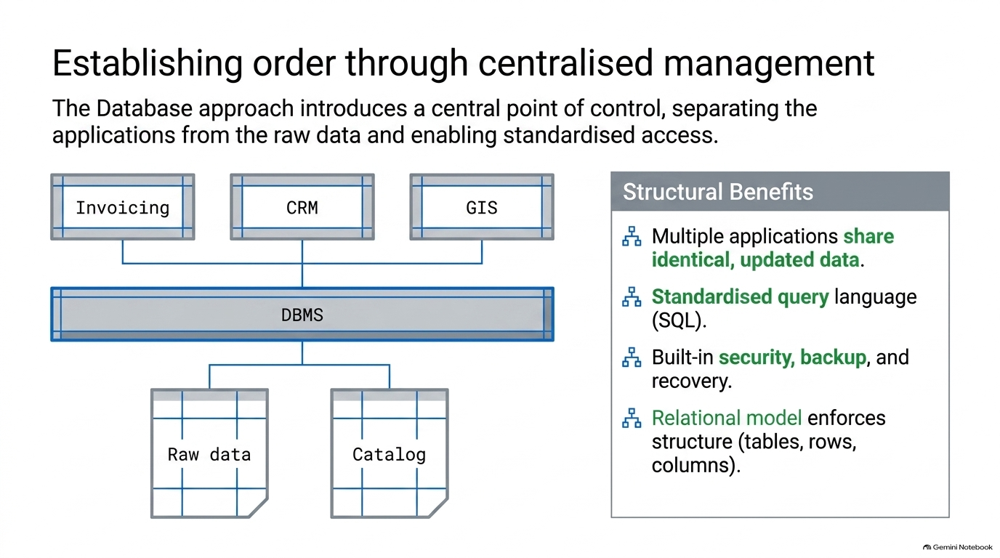 Establishing order through centralised management
The Database approach introduces a central point of control, separating the
applications from the raw data and enabling standardised access.
Invoicing
CRM
GIS
DBMS
Raw data
Catalog
Structural Benefits
Multiple applications share
identical, updated data.
Standardised query language
(SQL).
Built-in security, backup, and
recovery.
Relational model enforces
structure (tables, rows,
columns).
Gemini Notebook